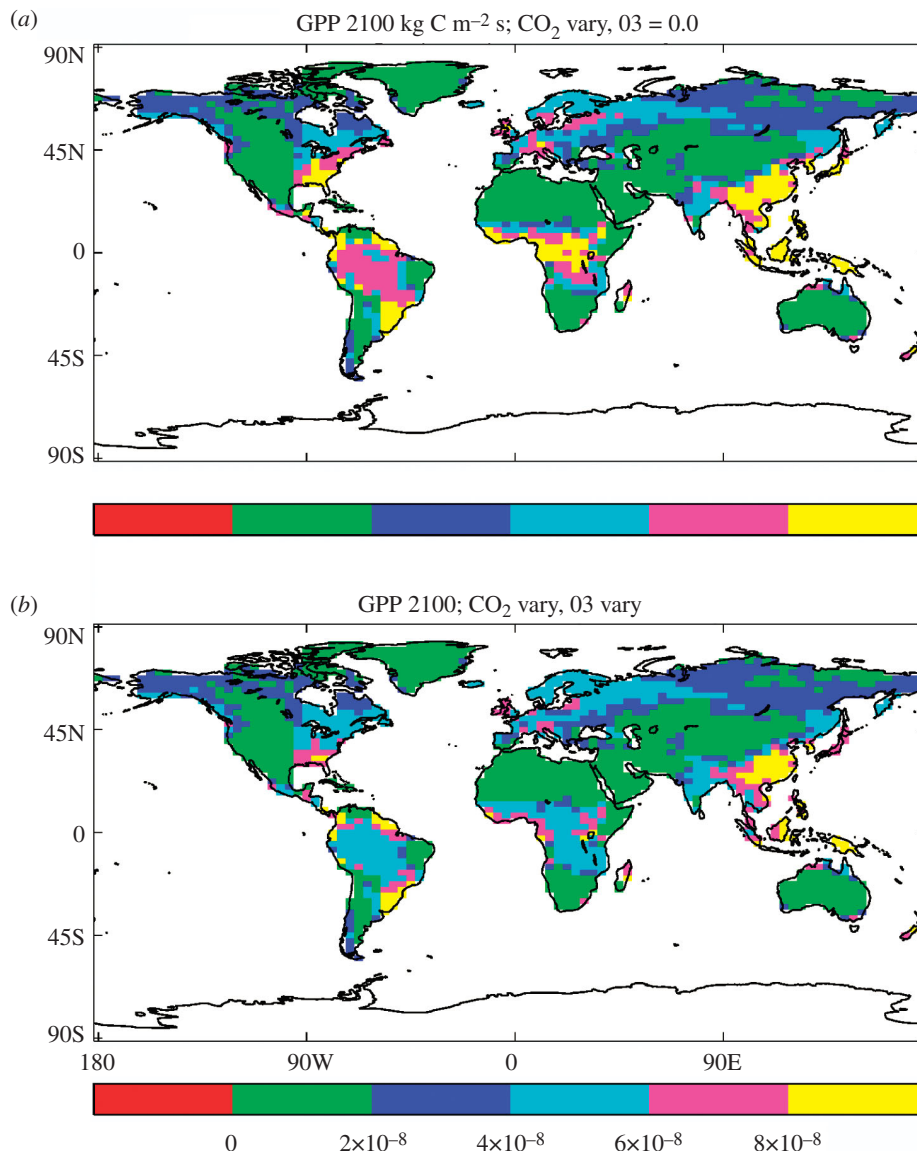 (a) GPP 2100 kg C m⁻² s; CO₂ vary, 03 = 0.0
90N
45N
0
45S
90S
(b) GPP 2100; CO₂ vary, 03 vary
90N
45N
0
45S
90S
180 90W 0 90E
0 2×10⁻⁸ 4×10⁻⁸ 6×10⁻⁸ 8×10⁻⁸